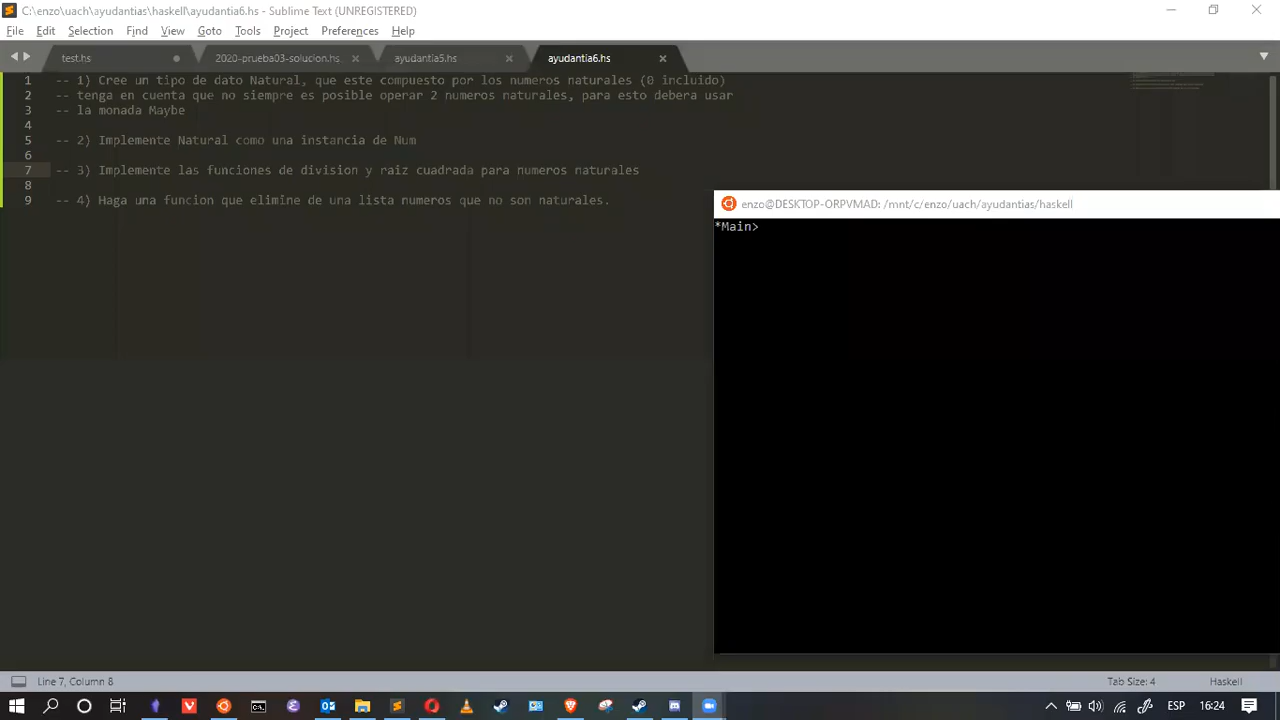 C:\enzo\uach\ayudantias\haskell\ayudantia6.hs - Sublime Text (UNREGISTERED)
File Edit Selection Find View Goto Tools Project Preferences Help
test.hs 2020-prueba03-solucion.hs ayudantia5.hs ayudantia6.hs
1 -- 1) Cree un tipo de dato Natural, que este compuesto por los numeros naturales (0 incluido)
2 -- tenga en cuenta que no siempre es posible operar 2 numeros naturales, para esto debera usar
3 -- la monada Maybe
4
5 -- 2) Implemente Natural como una instancia de Num
6
7 -- 3) Implemente las funciones de division y raiz cuadrada para numeros naturales
8
9 -- 4) Haga una funcion que elimine de una lista numeros que no son naturales.
enzo@DESKTOP-ORPVMAD: /mnt/c/enzo/uach/ayudantias/haskell
*Main>
Line 7, Column 8 Tab Size: 4 Haskell
ESP 16:24